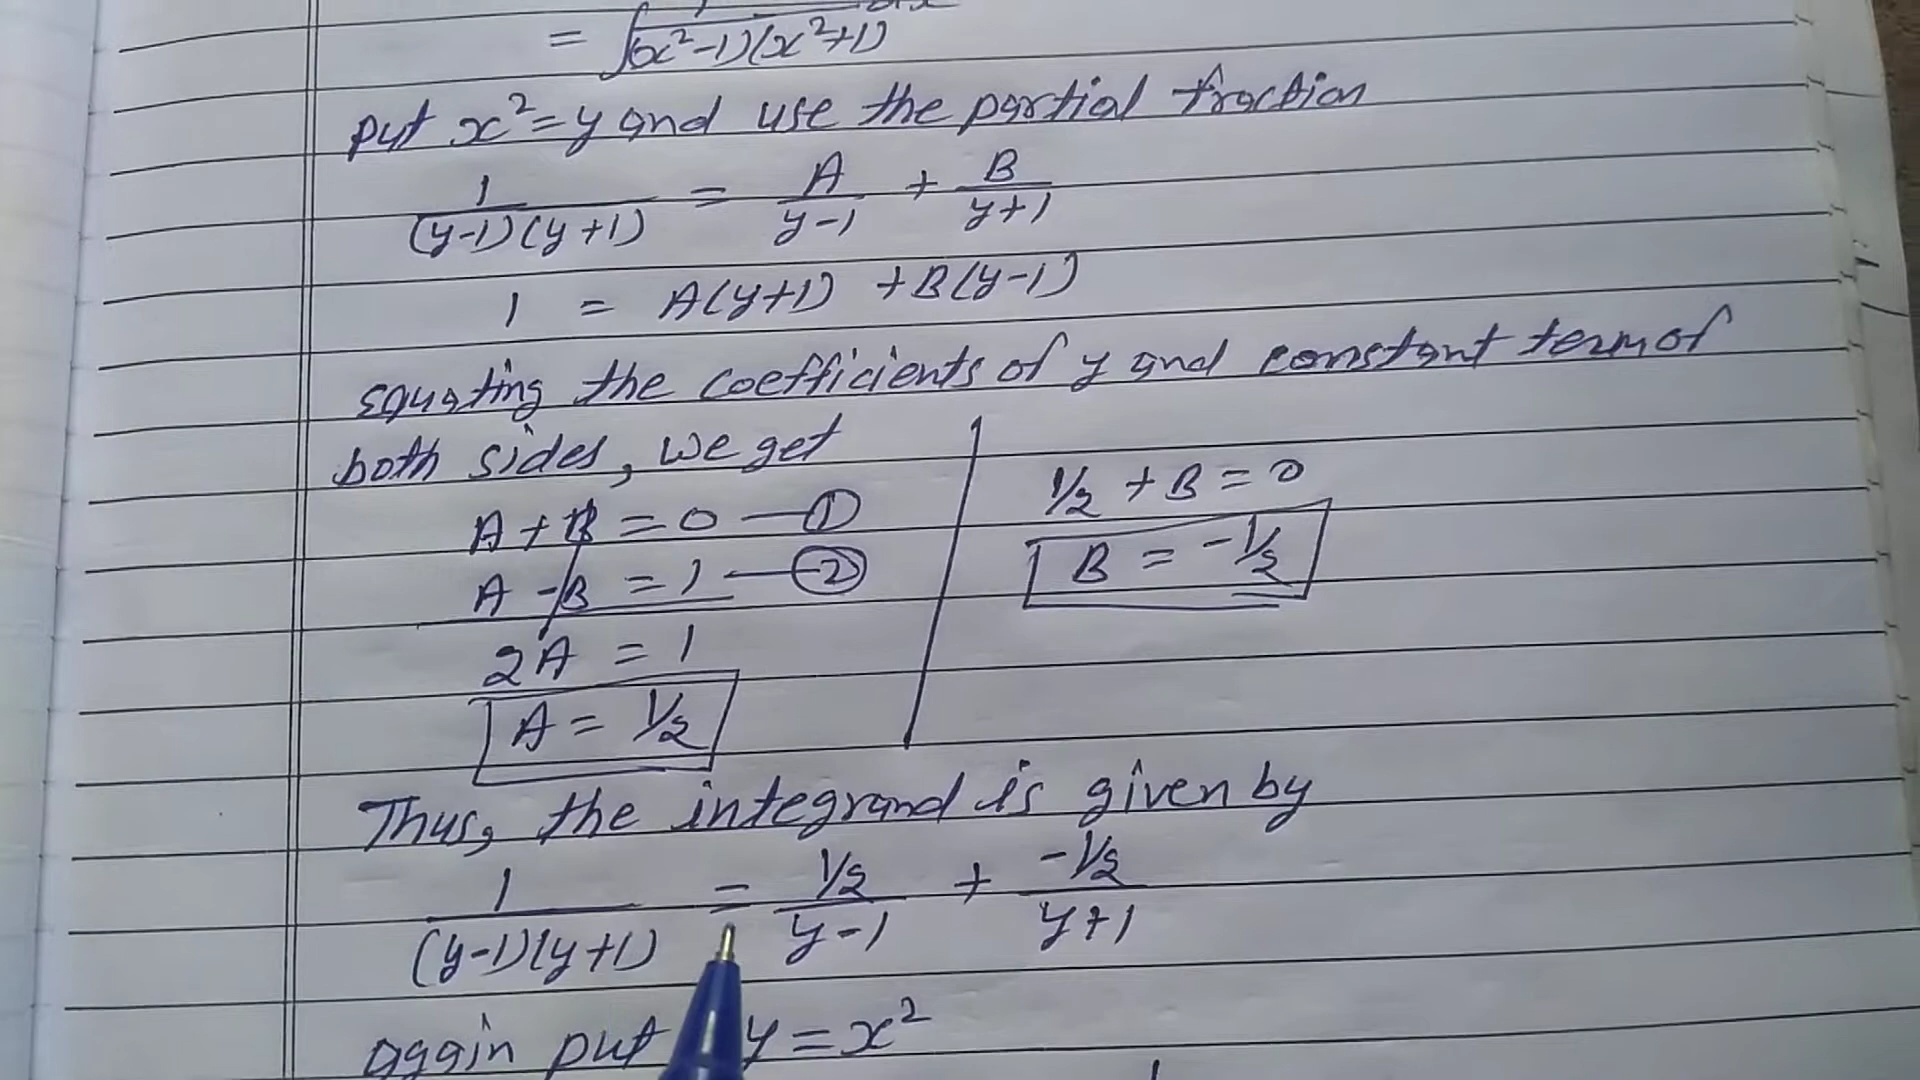 = ∫ 1/(x²-1)(x²+1) dx
put x²=y and use the partial fraction
1/(y-1)(y+1) = A/y-1 + B/y+1
1 = A(y+1) + B(y-1)
equating the coefficients of y and constant term of
both sides, we get
A + B = 0 — ①
A - B = 1 — ②
2A = 1
A = 1/2
1/2 + B = 0
B = -1/2
Thus, the integrand is given by
1/(y-1)(y+1) = 1/2/y-1 + -1/2/y+1
again put y = x²